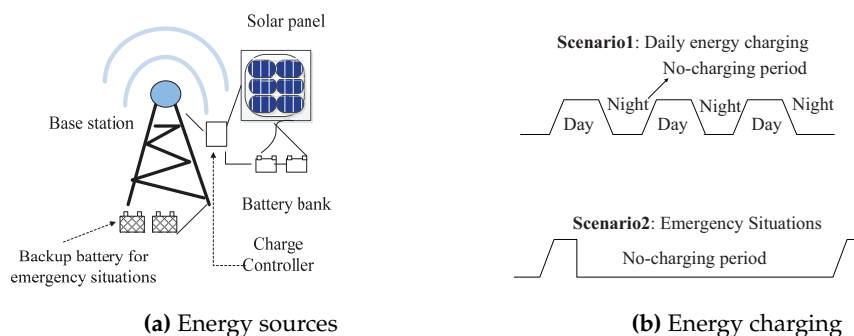 Solar panel
Base station
Battery bank
Backup battery for
emergency situations
Charge
Controller
(a) Energy sources
Scenario1: Daily energy charging
No-charging period
Night
Night
Night
Day
Day
Day
Scenario2: Emergency Situations
No-charging period
(b) Energy charging